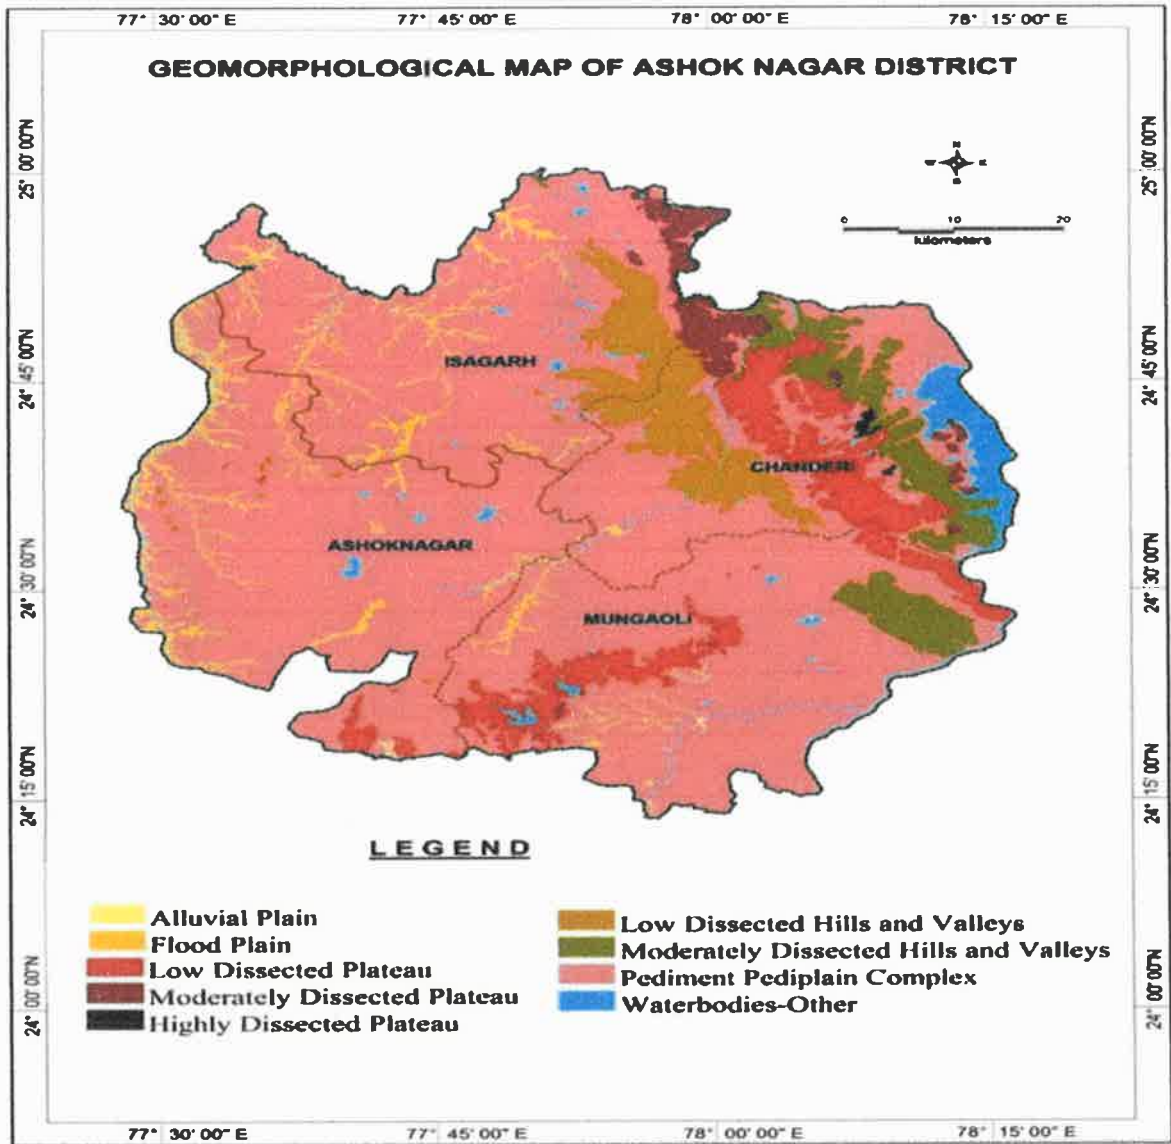 77° 30' 00" E 77° 45' 00" E 78° 00' 00" E 78° 15' 00" E
GEOMORPHOLOGICAL MAP OF ASHOK NAGAR DISTRICT
N
W E
S
0 10 20
kilometers
25° 00' 00"N
25° 00' 00"N
24° 45' 00"N
24° 45' 00"N
24° 30' 00"N
24° 30' 00"N
24° 15' 00"N
24° 15' 00"N
24° 00' 00"N
24° 00' 00"N
ISAGARH
CHANDERI
ASHOKNAGAR
MUNGAOLI
LEGEND
Alluvial Plain
Flood Plain
Low Dissected Plateau
Moderately Dissected Plateau
Highly Dissected Plateau
Low Dissected Hills and Valleys
Moderately Dissected Hills and Valleys
Pediment Pediplain Complex
Waterbodies-Other
77° 30' 00" E 77° 45' 00" E 78° 00' 00" E 78° 15' 00" E